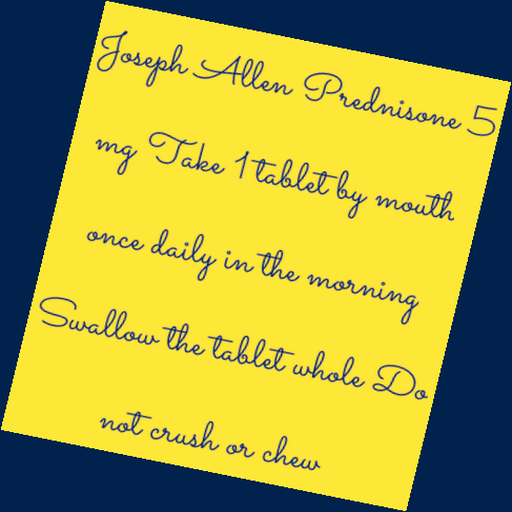 Joseph Allen Prednisone 5
mg Take 1 tablet by mouth
once daily in the morning
Swallow the tablet whole Do
not crush or chew